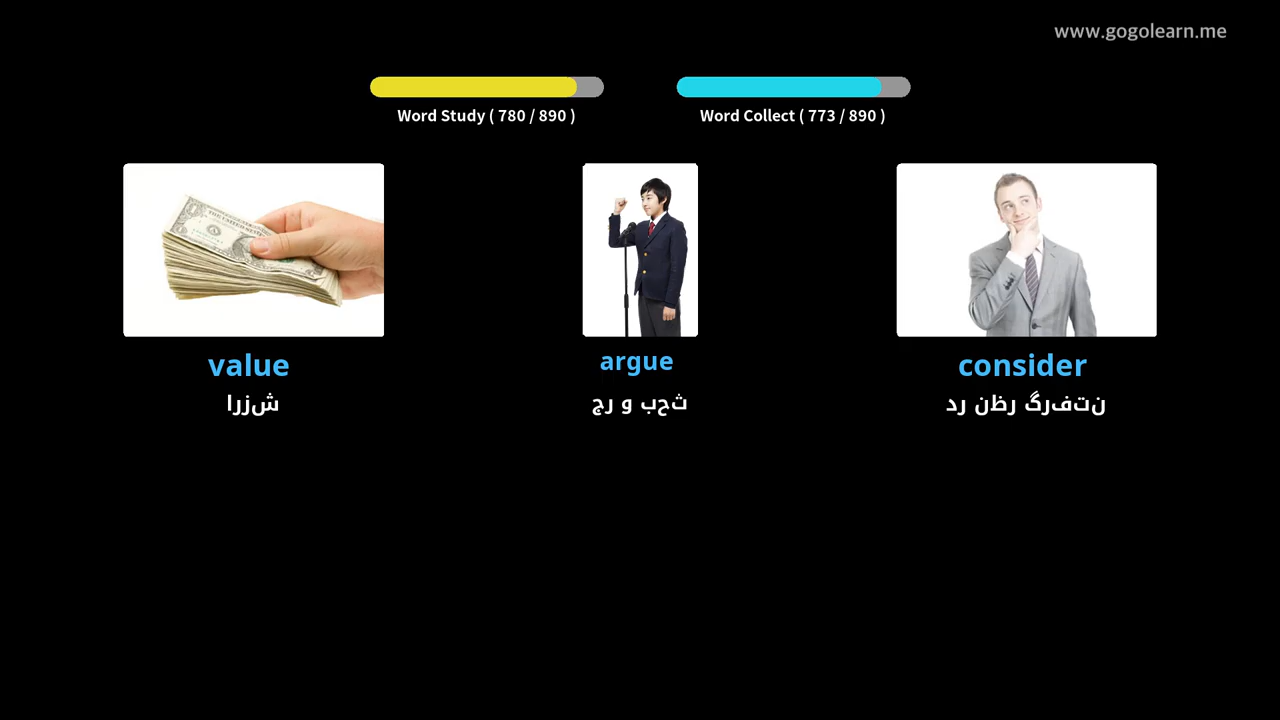 www.gogolearn.me
Word Study ( 780 / 890 )
Word Collect ( 773 / 890 )
value
شزرا
argue
ثحب و رج
consider
نتفرگ رظن رد